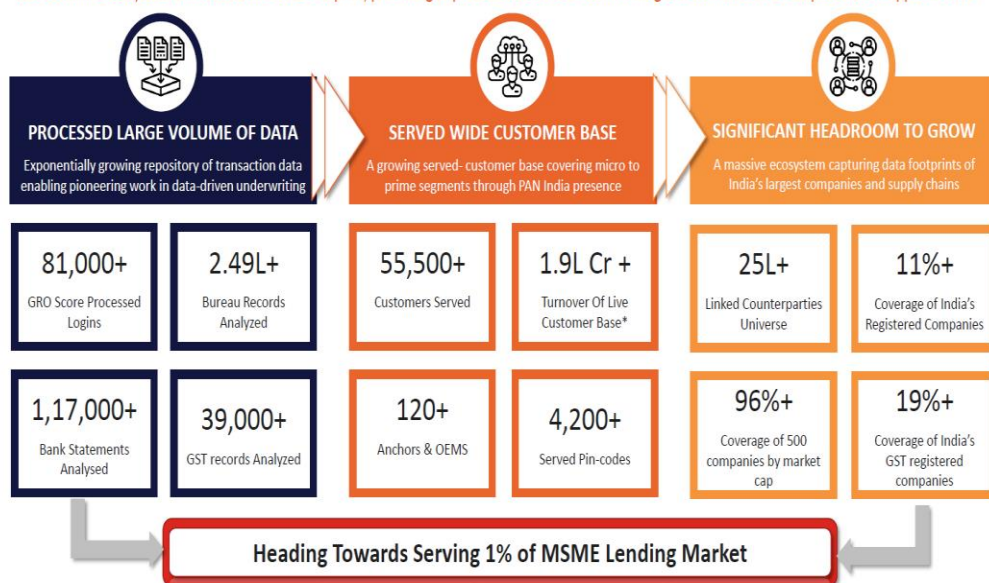 PROCESSED LARGE VOLUME OF DATA
Exponentially growing repository of transaction data
enabling pioneering work in data-driven underwriting
81,000+
GRO Score Processed
Logins
2.49L+
Bureau Records
Analyzed
1,17,000+
Bank Statements
Analysed
39,000+
GST records Analyzed
SERVED WIDE CUSTOMER BASE
A growing served- customer base covering micro to
prime segments through PAN India presence
55,500+
Customers Served
1.9L Cr +
Turnover Of Live
Customer Base*
120+
Anchors & OEMS
4,200+
Served Pin-codes
SIGNIFICANT HEADROOM TO GROW
A massive ecosystem capturing data footprints of
India's largest companies and supply chains
25L+
Linked Counterparties
Universe
11%+
Coverage of India's
Registered Companies
96%+
Coverage of 500
companies by market
cap
19%+
Coverage of India's
GST registered
companies
Heading Towards Serving 1% of MSME Lending Market